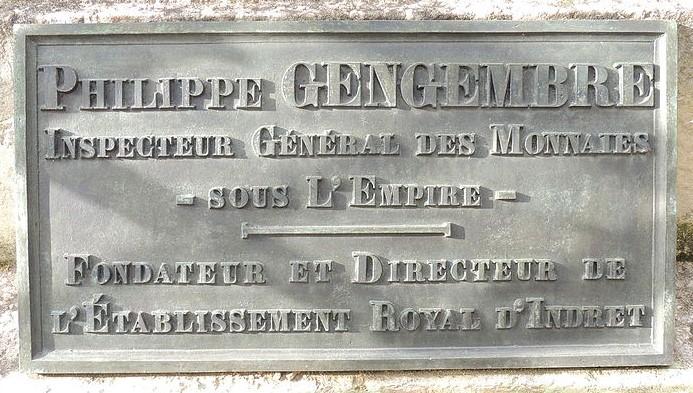 Philippe GENGEMBRE
Inspecteur Général des Monnaies
- sous L'Empire -
Fondateur et Directeur de
l'Établissement Royal d'Indret